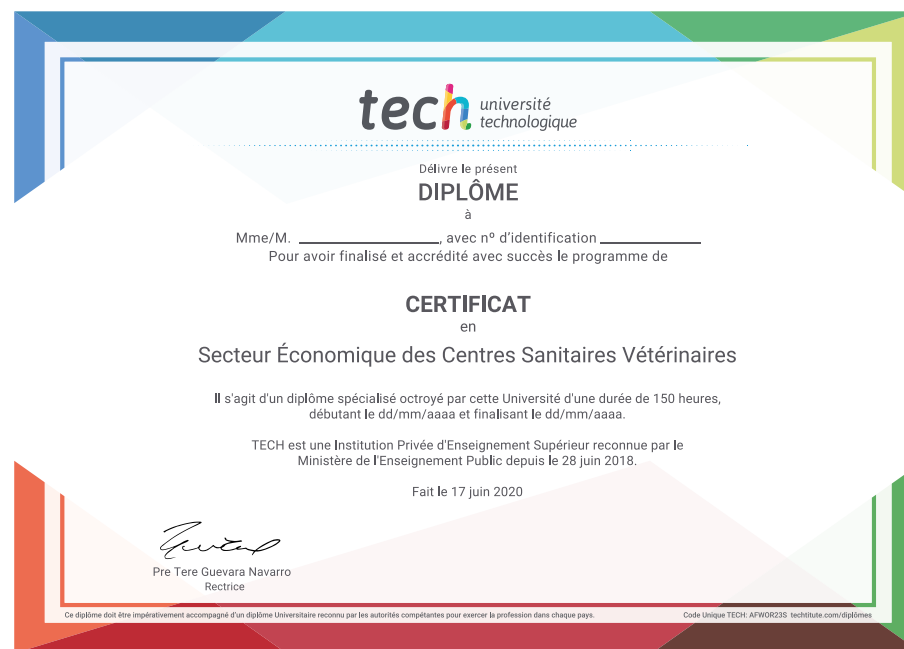 tech université
technologique
Délivre le présent
DIPLÔME
à
Mme/M. ____________________, avec nº d'identification ______________
Pour avoir finalisé et accrédité avec succès le programme de
CERTIFICAT
en
Secteur Économique des Centres Sanitaires Vétérinaires
Il s'agit d'un diplôme spécialisé octroyé par cette Université d'une durée de 150 heures,
débutant le dd/mm/aaaa et finalisant le dd/mm/aaaa.
TECH est une Institution Privée d'Enseignement Supérieur reconnue par le
Ministère de l'Enseignement Public depuis le 28 juin 2018.
Fait le 17 juin 2020
Pre Tere Guevara Navarro
Rectrice
Ce diplôme doit être impérativement accompagné d'un diplôme Universitaire reconnu par les autorités compétentes pour exercer la profession dans chaque pays. Code Unique TECH: AFWOR23S techtitute.com/diplômes